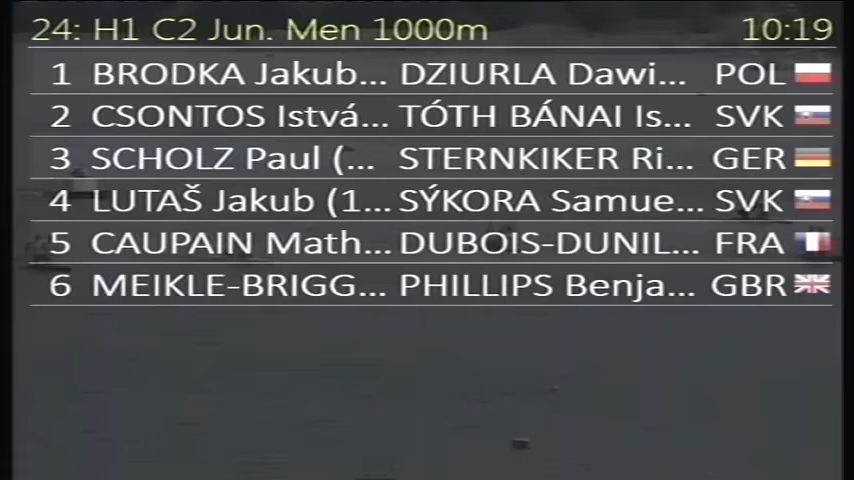 24: H1 C2 Jun. Men 1000m 10:19
1 BRODKA Jakub... DZIURLA Dawi... POL
2 CSONTOS Istvá... TÓTH BÁNAI Is... SVK
3 SCHOLZ Paul (... STERNKIKER Ri... GER
4 LUTAŠ Jakub (1... SÝKORA Samue... SVK
5 CAUPAIN Math... DUBOIS-DUNIL... FRA
6 MEIKLE-BRIGG... PHILLIPS Benja... GBR